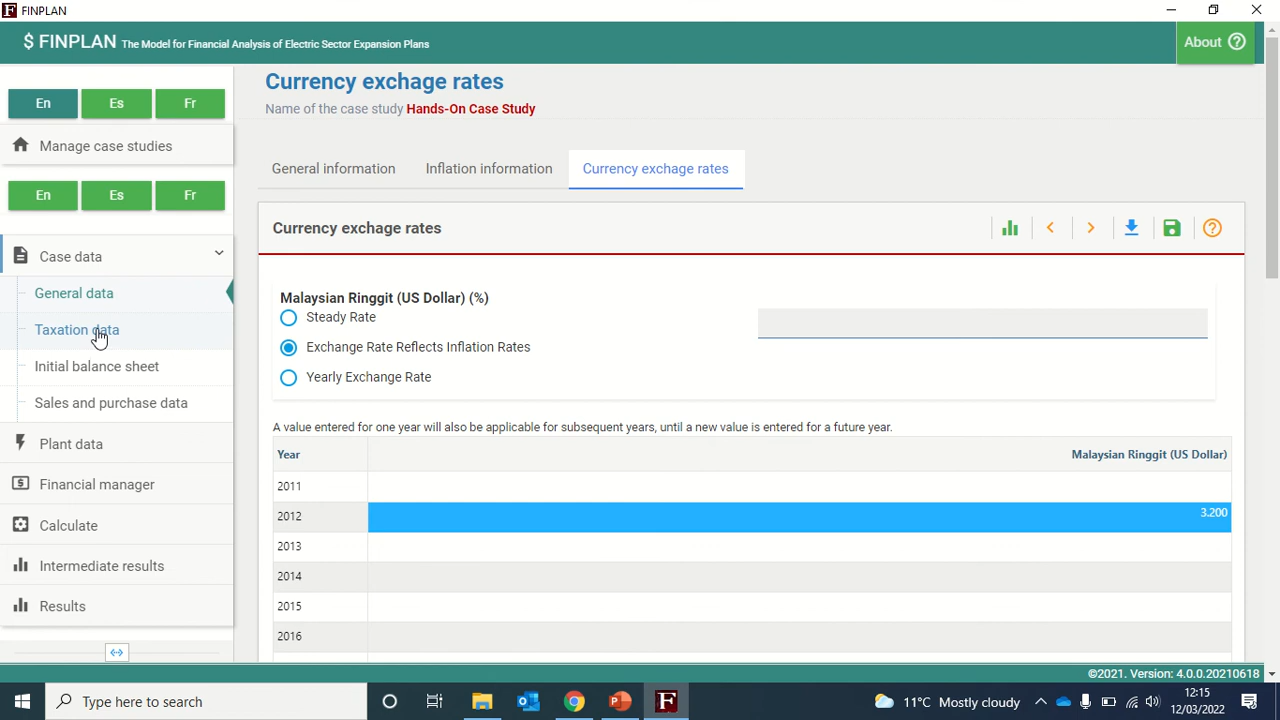 FINPLAN
$ FINPLAN The Model for Financial Analysis of Electric Sector Expansion Plans
About
En Es Fr
Manage case studies
En Es Fr
Case data
General data
Taxation data
Initial balance sheet
Sales and purchase data
Plant data
Financial manager
Calculate
Intermediate results
Results
Currency exchange rates
Name of the case study Hands-On Case Study
General information Inflation information Currency exchange rates
Currency exchange rates
Malaysian Ringgit (US Dollar) (%)
Steady Rate
Exchange Rate Reflects Inflation Rates
Yearly Exchange Rate
A value entered for one year will also be applicable for subsequent years, until a new value is entered for a future year.
Year Malaysian Ringgit (US Dollar)
2011
2012 3.200
2013
2014
2015
2016
©2021. Version: 4.0.0.20210618
Type here to search
11°C Mostly cloudy
12:15
12/03/2022